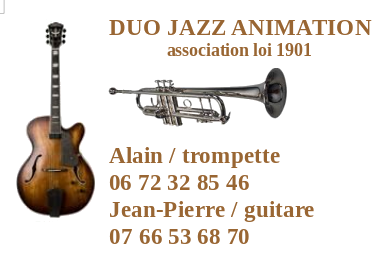 DUO JAZZ ANIMATION
association loi 1901
Alain / trompette
06 72 32 85 46
Jean-Pierre / guitare
07 66 53 68 70